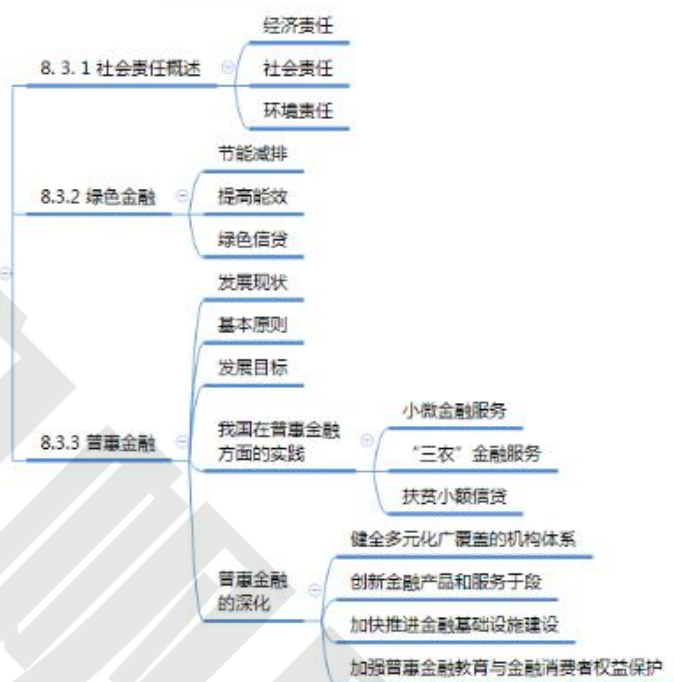 8. 3. 1 社会责任概述
经济责任
社会责任
环境责任
8.3.2 绿色金融
节能减排
提高能效
绿色信贷
8.3.3 普惠金融
发展现状
基本原则
发展目标
我国在普惠金融
方面的实践
小微金融服务
“三农”金融服务
扶贫小额信贷
普惠金融
的深化
健全多元化广覆盖的机构体系
创新金融产品和服务手段
加快推进金融基础设施建设
加强普惠金融教育与金融消费者权益保护